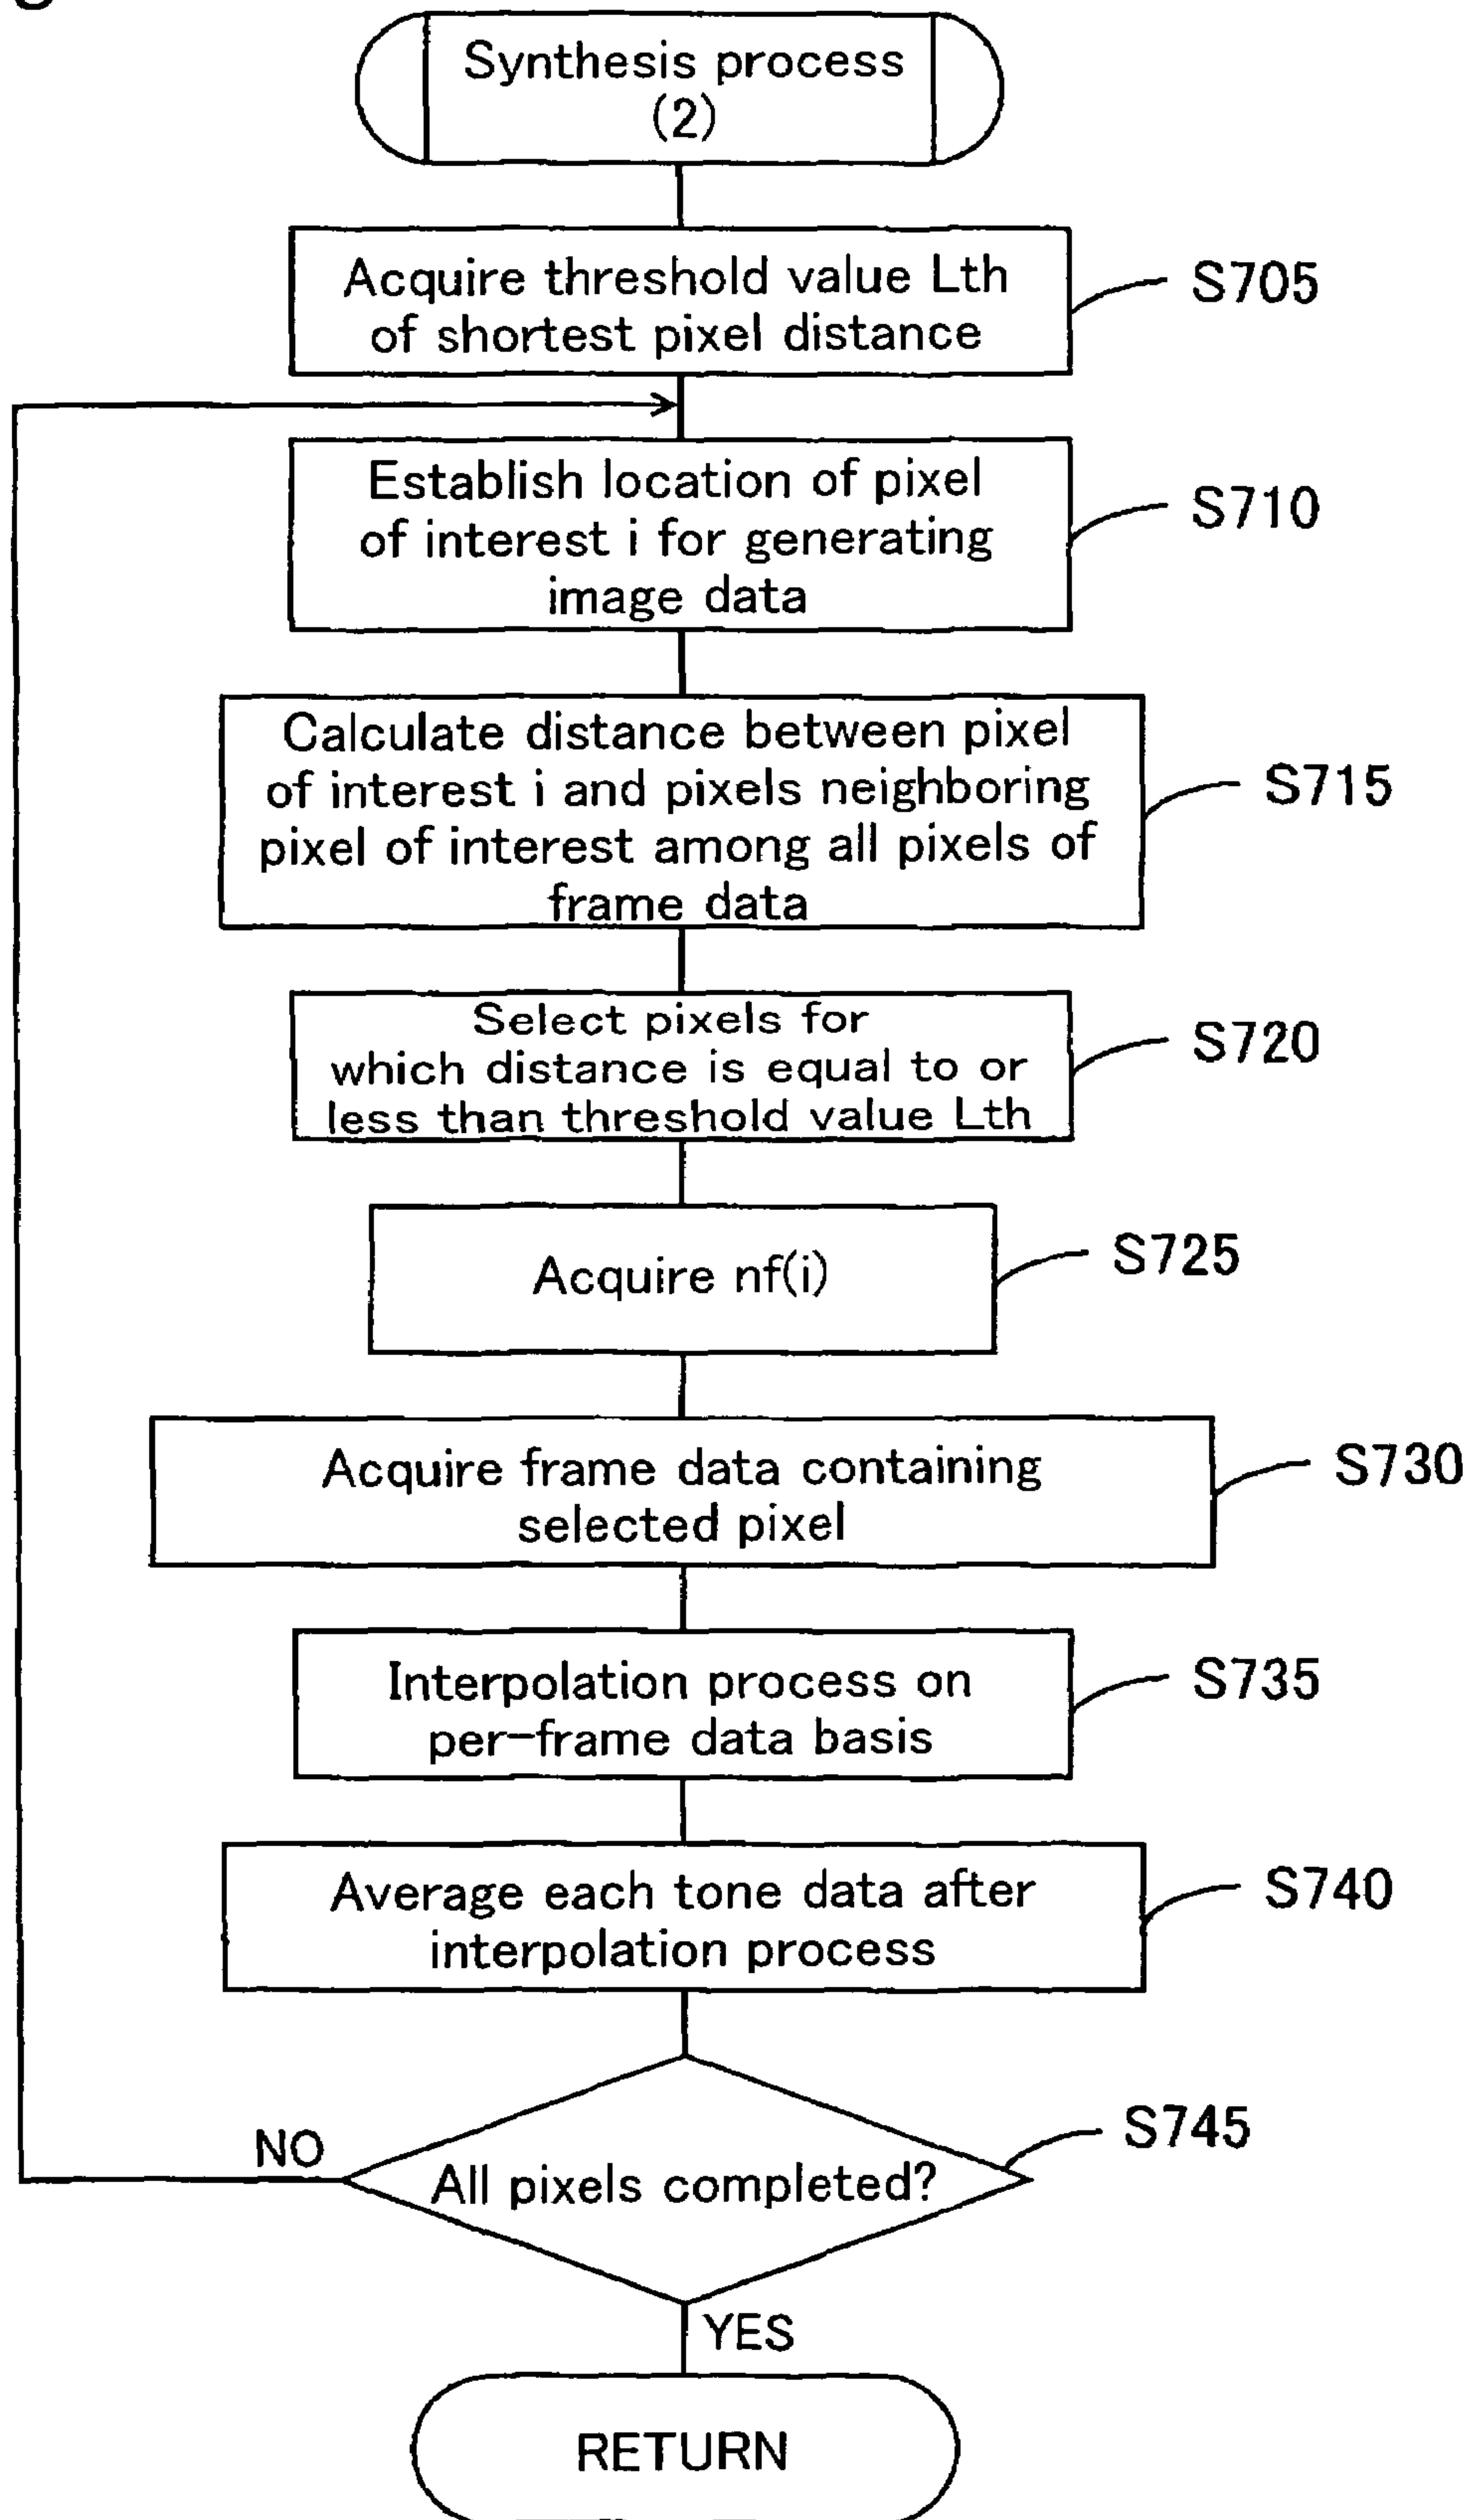 Synthesis process
(2)
Acquire threshold value Lth
of shortest pixel distance
S705
Establish location of pixel
of interest i for generating
image data
S710
Calculate distance between pixel
of interest i and pixels neighboring
pixel of interest among all pixels of
frame data
S715
Select pixels for
which distance is equal to or
less than threshold value Lth
S720
Acquire nf(i)
S725
Acquire frame data containing
selected pixel
S730
Interpolation process on
per-frame data basis
S735
Average each tone data after
interpolation process
S740
All pixels completed?
S745
NO
YES
RETURN